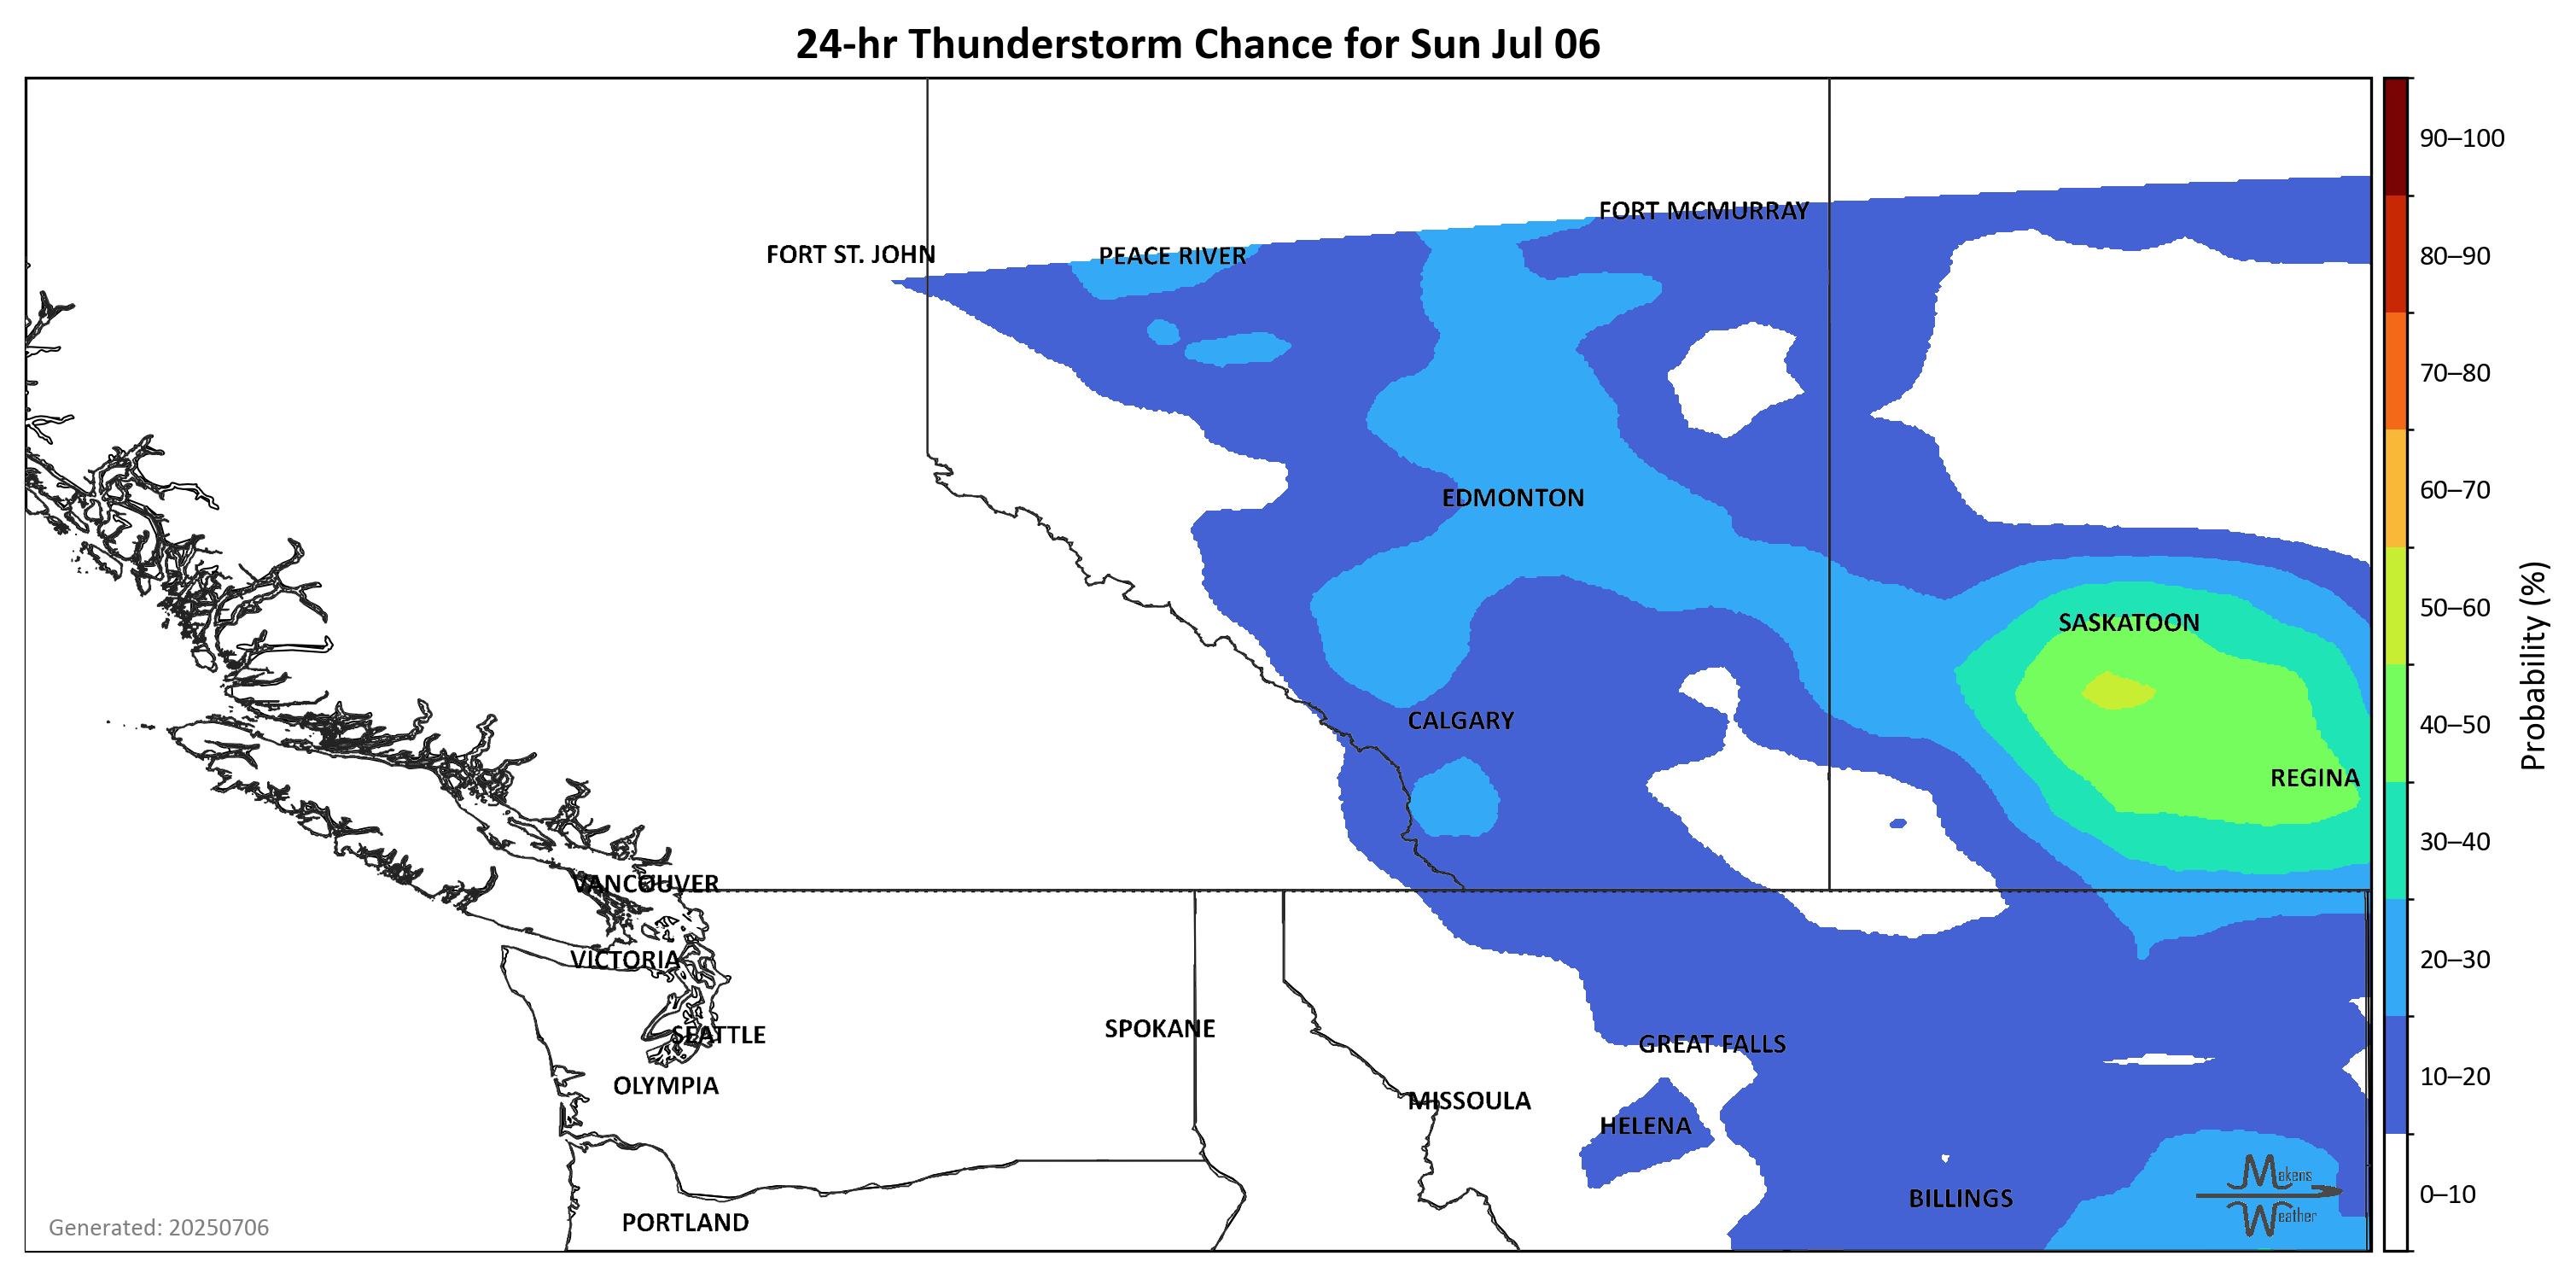 24-hr Thunderstorm Chance for Sun Jul 06
90–100
80–90
70–80
60–70
50–60
40–50
30–40
20–30
10–20
0–10
Probability (%)
FORT MCMURRAY
FORT ST. JOHN
PEACE RIVER
EDMONTON
SASKATOON
CALGARY
REGINA
VANCOUVER
VICTORIA
SEATTLE
SPOKANE
GREAT FALLS
OLYMPIA
MISSOULA
HELENA
BILLINGS
PORTLAND
Makens
Weather
Generated: 20250706